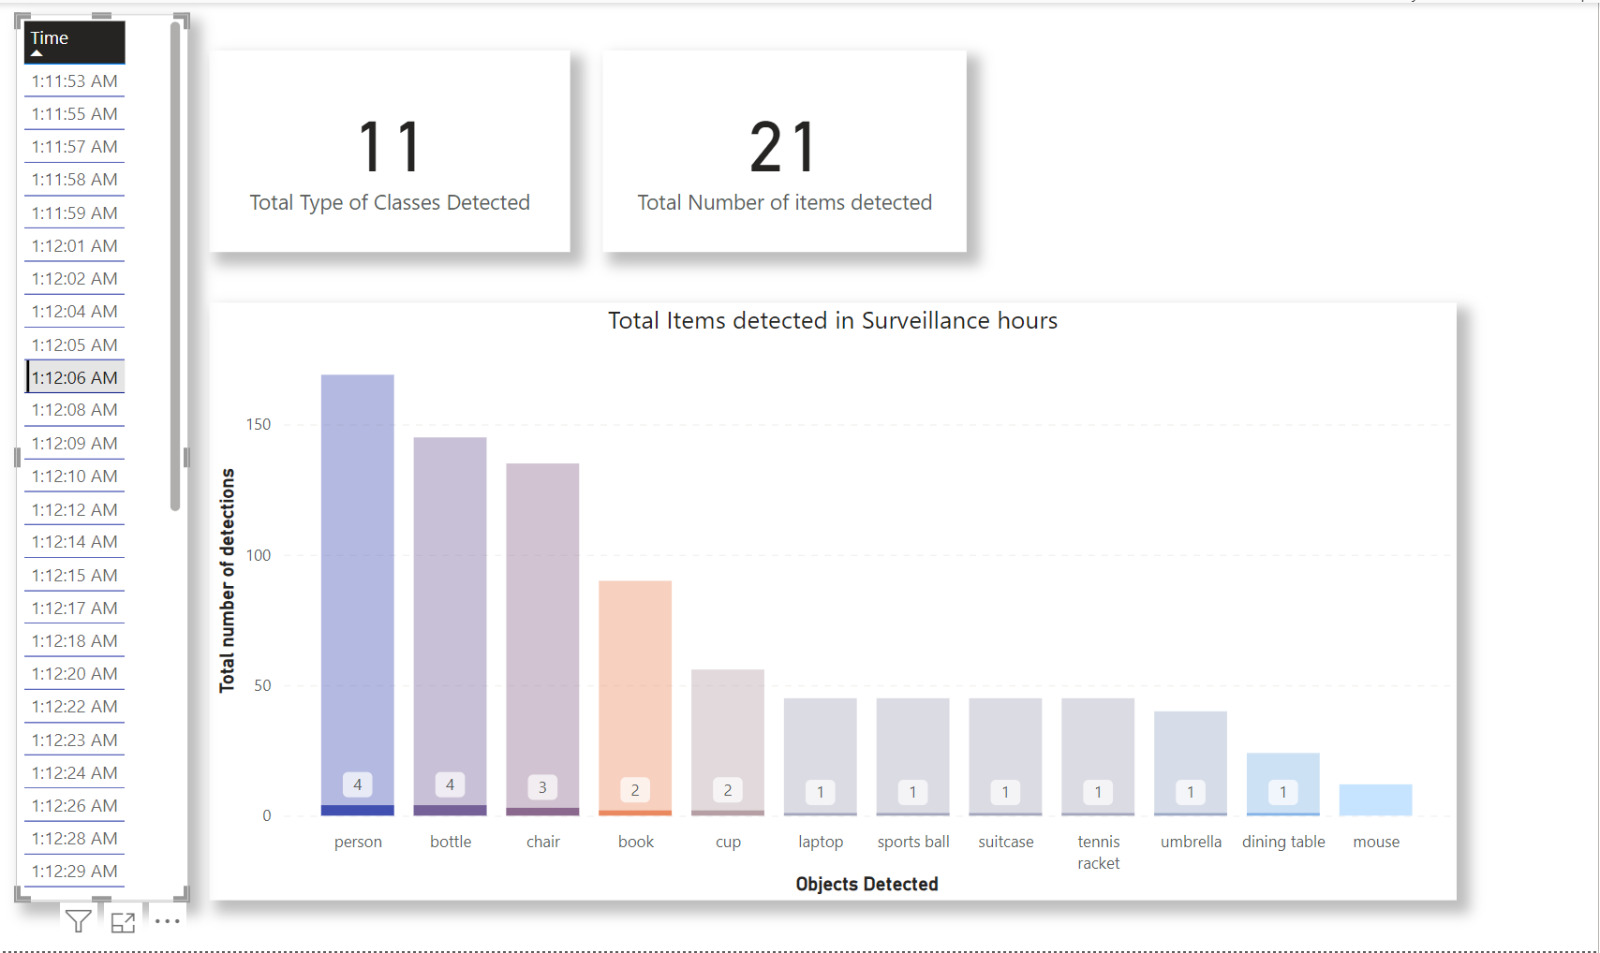 Time
1:11:53 AM
1:11:55 AM
1:11:57 AM
1:11:58 AM
1:11:59 AM
1:12:01 AM
1:12:02 AM
1:12:04 AM
1:12:05 AM
1:12:06 AM
1:12:08 AM
1:12:09 AM
1:12:10 AM
1:12:12 AM
1:12:14 AM
1:12:15 AM
1:12:17 AM
1:12:18 AM
1:12:20 AM
1:12:22 AM
1:12:23 AM
1:12:24 AM
1:12:26 AM
1:12:28 AM
1:12:29 AM
11
Total Type of Classes Detected
21
Total Number of items detected
Total Items detected in Surveillance hours
Total number of detections
150
100
50
0
4
4
3
2
2
1
1
1
1
1
1
person
bottle
chair
book
cup
laptop
sports ball
suitcase
tennis
racket
umbrella
dining table
mouse
Objects Detected